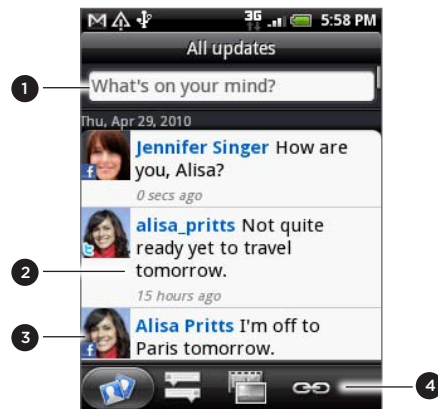 3G 5:58 PM
All updates
1
What's on your mind?
Thu, Apr 29, 2010
Jennifer Singer How are
you, Alisa?
0 secs ago
alisa_pritts Not quite
ready yet to travel
2
tomorrow.
15 hours ago
3
Alisa Pritts I'm off to
Paris tomorrow.
4